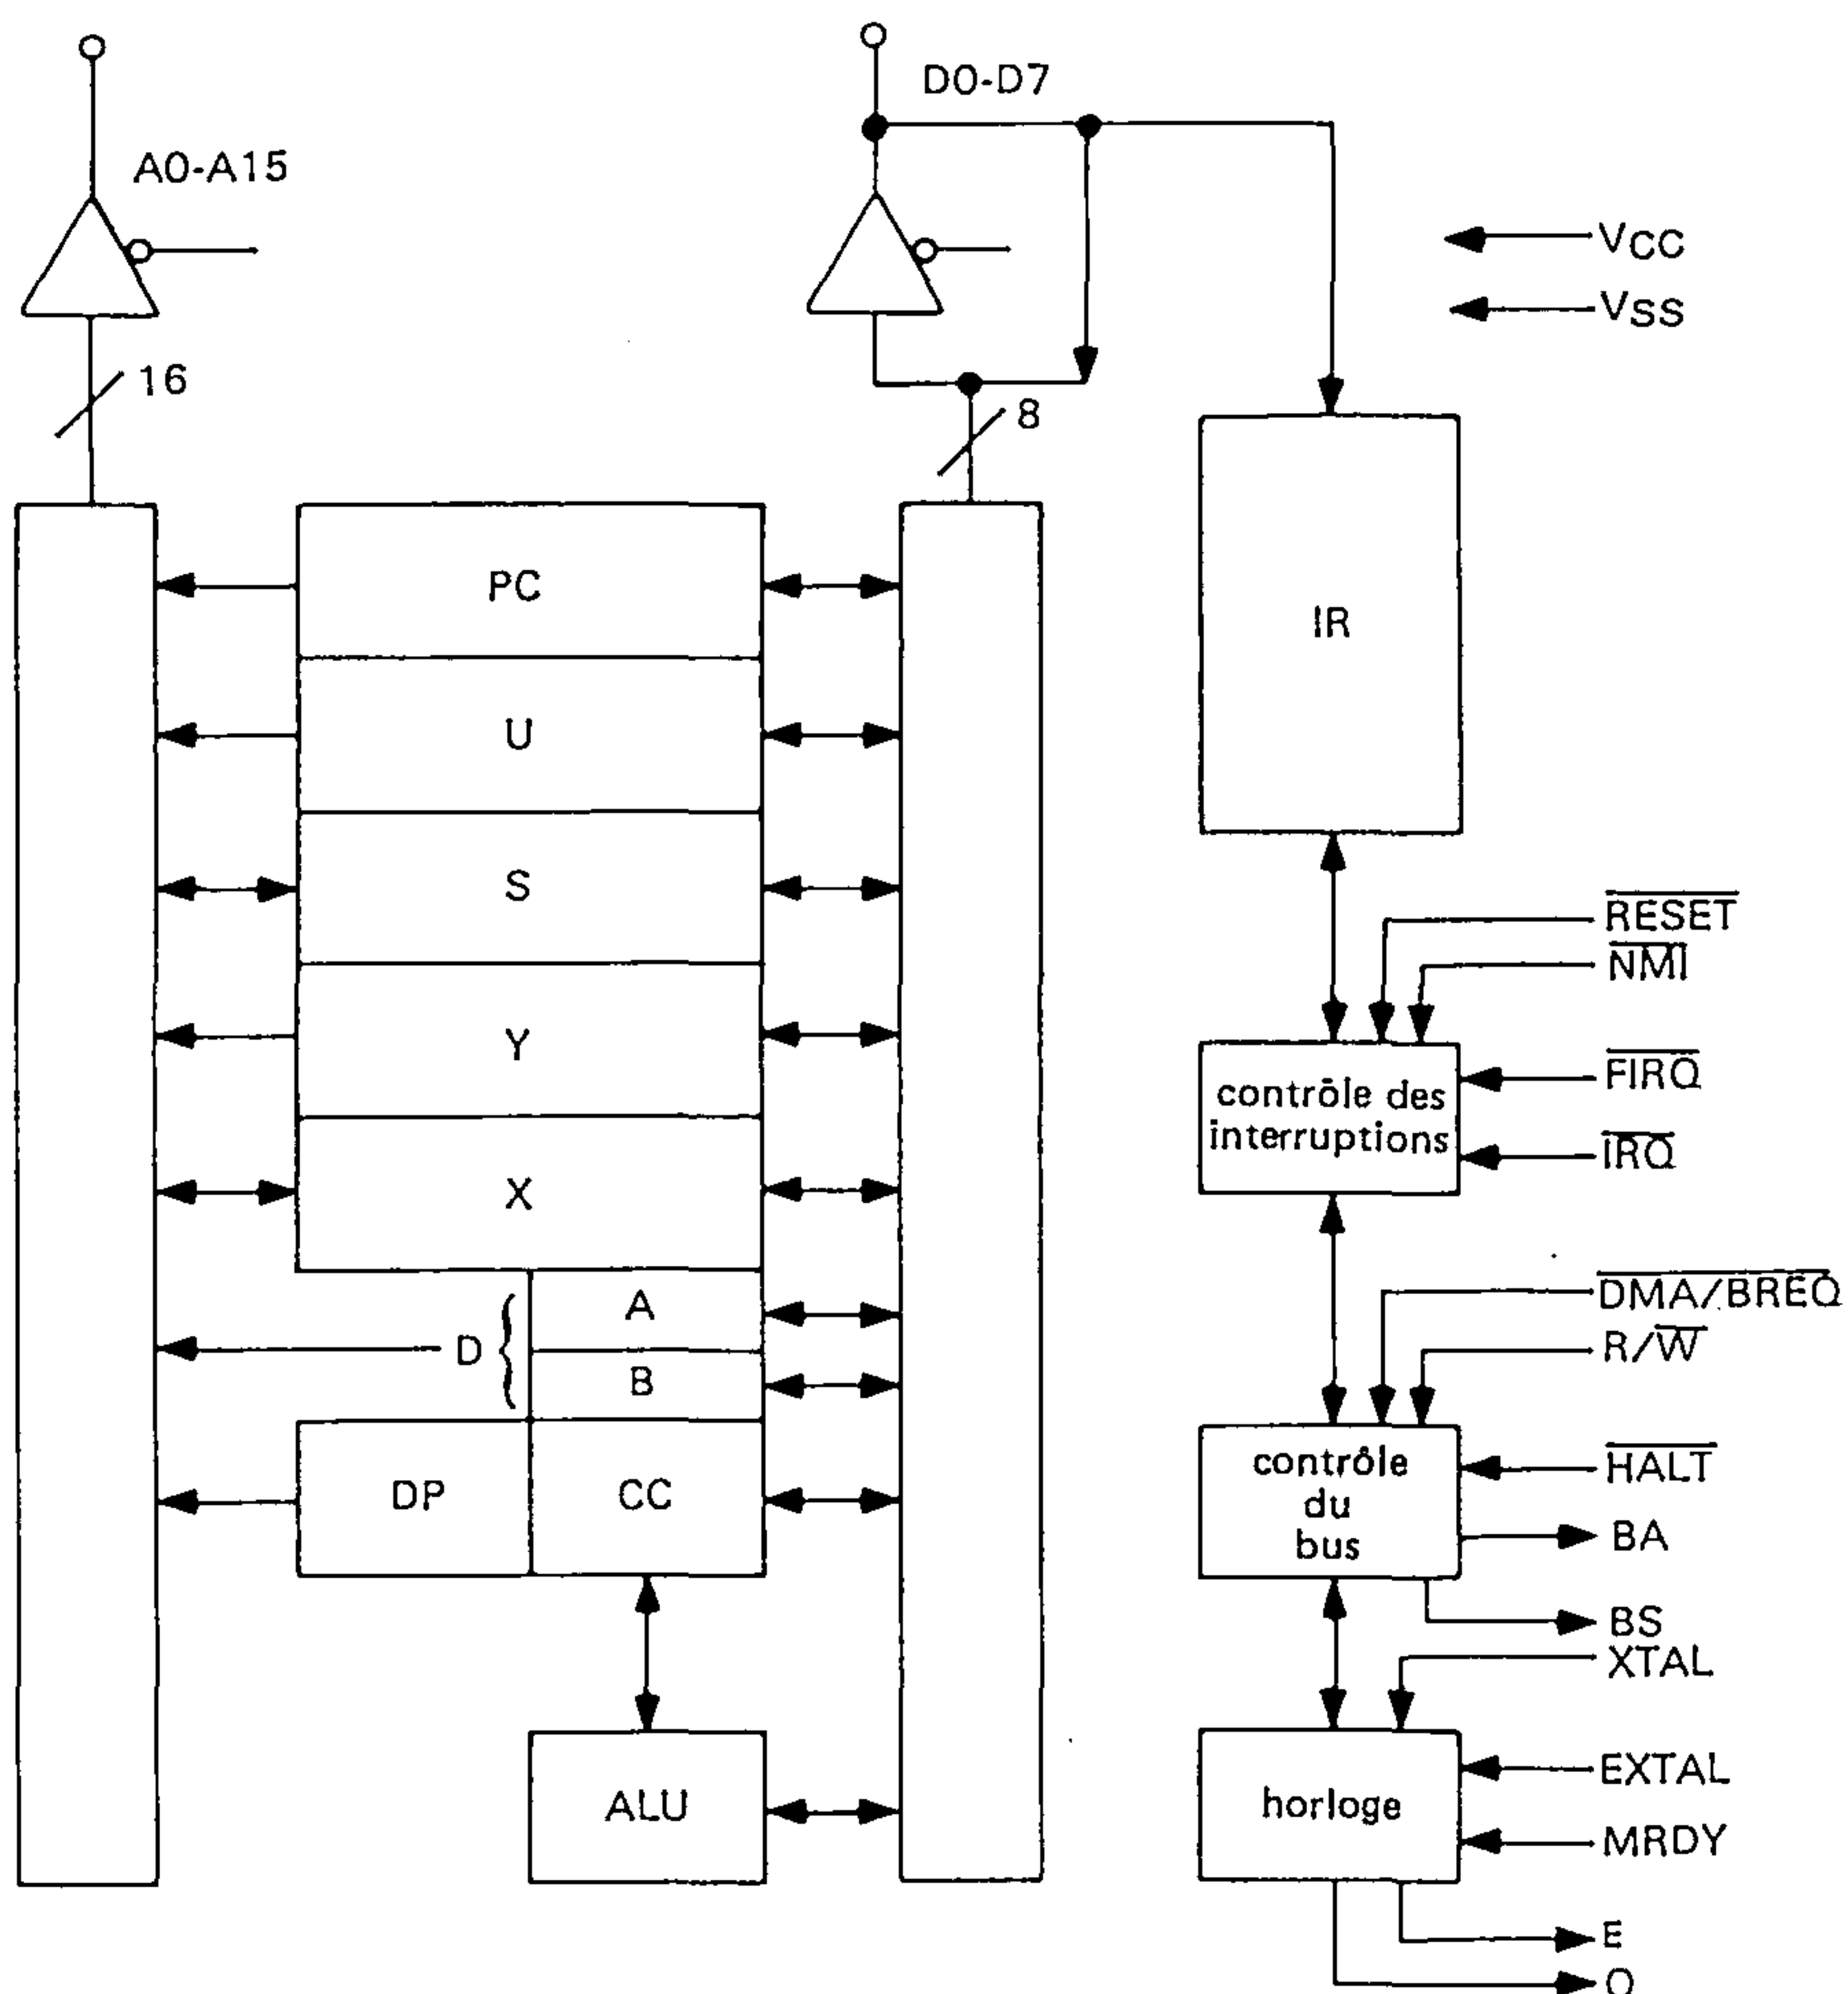 D0-D7
A0-A15
VCC
VSS
16
8
PC
U
S
Y
X
A
D {
B
DP
CC
ALU
IR
RESET
NMI
FIRQ
contrôle des
interruptions
IRQ
DMA/BREQ
R/W
contrôle
du
bus
HALT
BA
BS
XTAL
horloge
EXTAL
MRDY
E